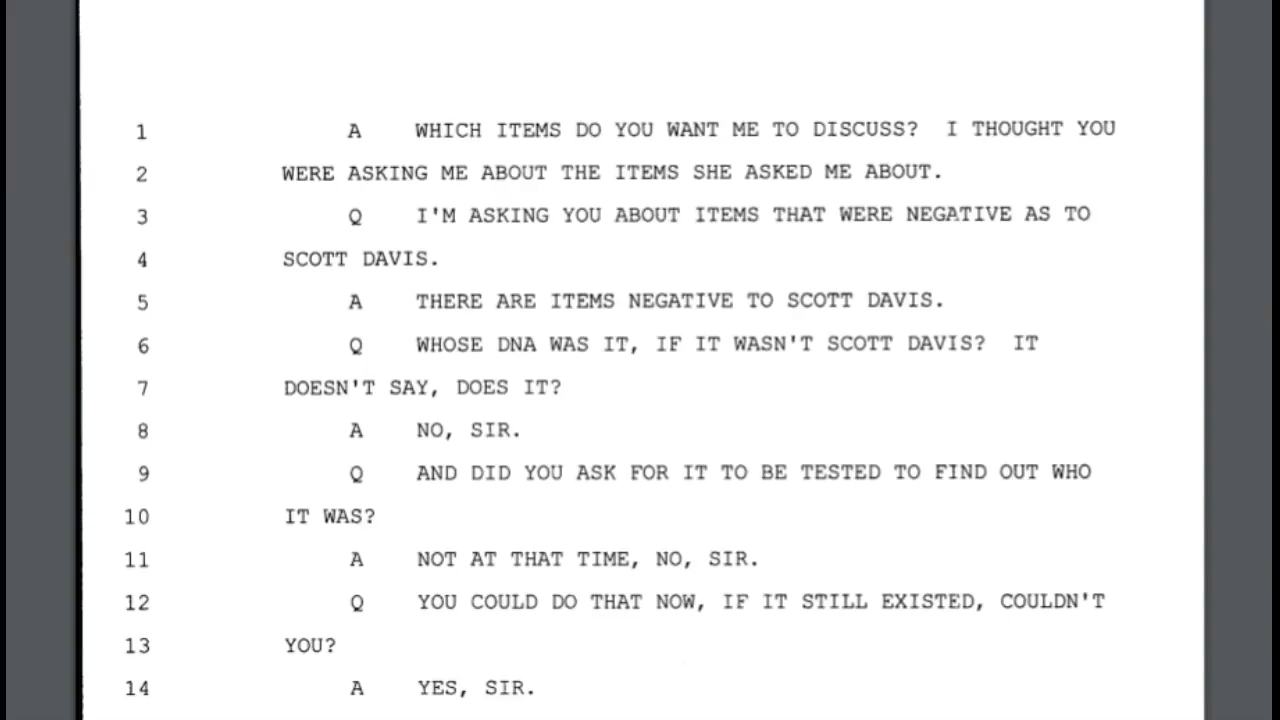 1 A WHICH ITEMS DO YOU WANT ME TO DISCUSS? I THOUGHT YOU
2 WERE ASKING ME ABOUT THE ITEMS SHE ASKED ME ABOUT.
3 Q I'M ASKING YOU ABOUT ITEMS THAT WERE NEGATIVE AS TO
4 SCOTT DAVIS.
5 A THERE ARE ITEMS NEGATIVE TO SCOTT DAVIS.
6 Q WHOSE DNA WAS IT, IF IT WASN'T SCOTT DAVIS? IT
7 DOESN'T SAY, DOES IT?
8 A NO, SIR.
9 Q AND DID YOU ASK FOR IT TO BE TESTED TO FIND OUT WHO
10 IT WAS?
11 A NOT AT THAT TIME, NO, SIR.
12 Q YOU COULD DO THAT NOW, IF IT STILL EXISTED, COULDN'T
13 YOU?
14 A YES, SIR.